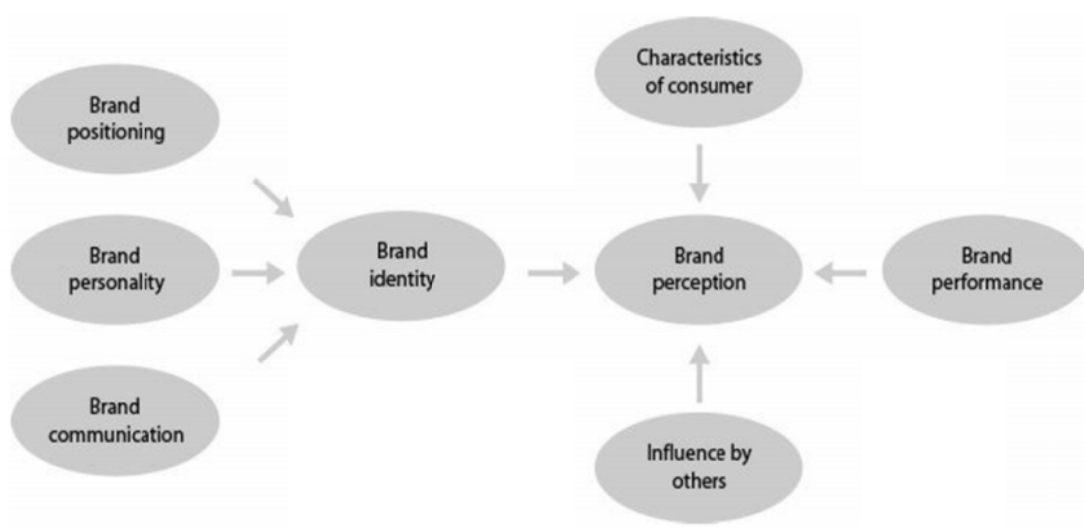 Brand
positioning
Brand
personality
Brand
communication
Brand
identity
Characteristics
of consumer
Brand
perception
Influence by
others
Brand
performance